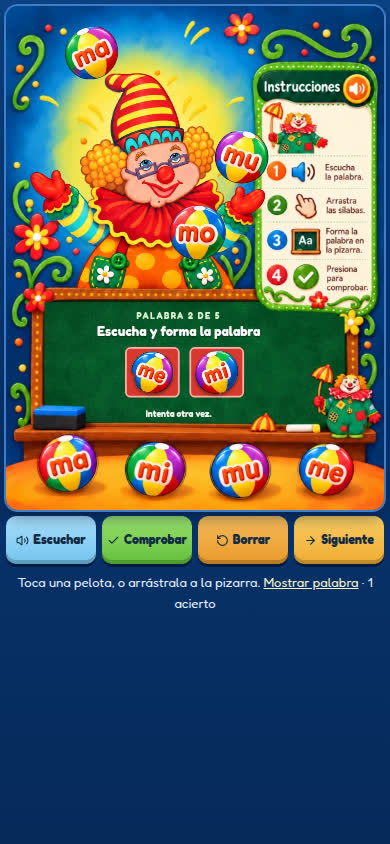 ma
mu
mo
Instrucciones
1 Escucha
la palabra.
2 Arrastra
las sílabas.
3 Aa Forma la
palabra en
la pizarra.
4 Presiona
para
comprobar.
PALABRA 2 DE 5
Escucha y forma la palabra
me mi
Intenta otra vez.
ma mi mu me
Escuchar Comprobar Borrar Siguiente
Toca una pelota, o arrástrala a la pizarra. Mostrar palabra · 1
acierto